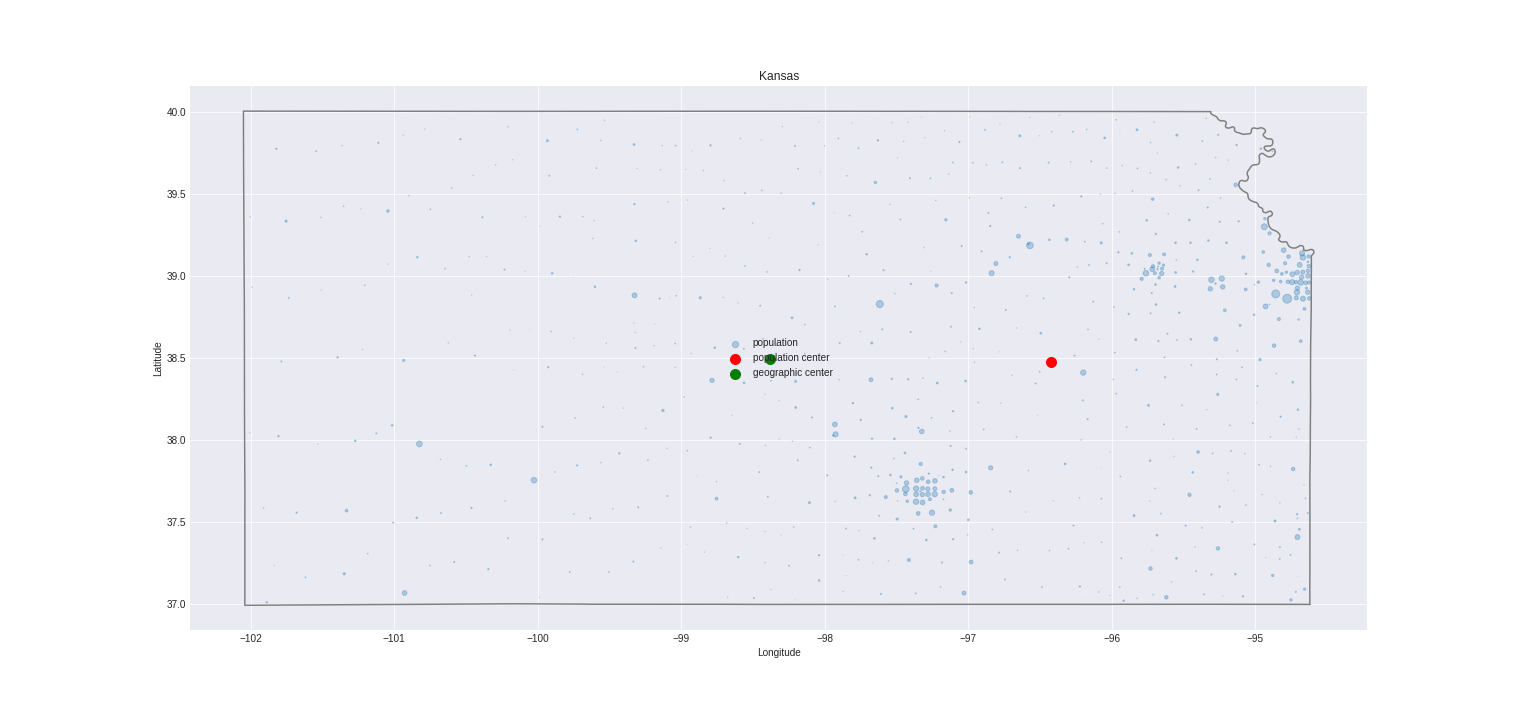 Kansas
40.0
39.5
39.0
38.5
38.0
37.5
37.0
Latitude
population
population center
geographic center
−102
−101
−100
−99
−98
−97
−96
−95
Longitude